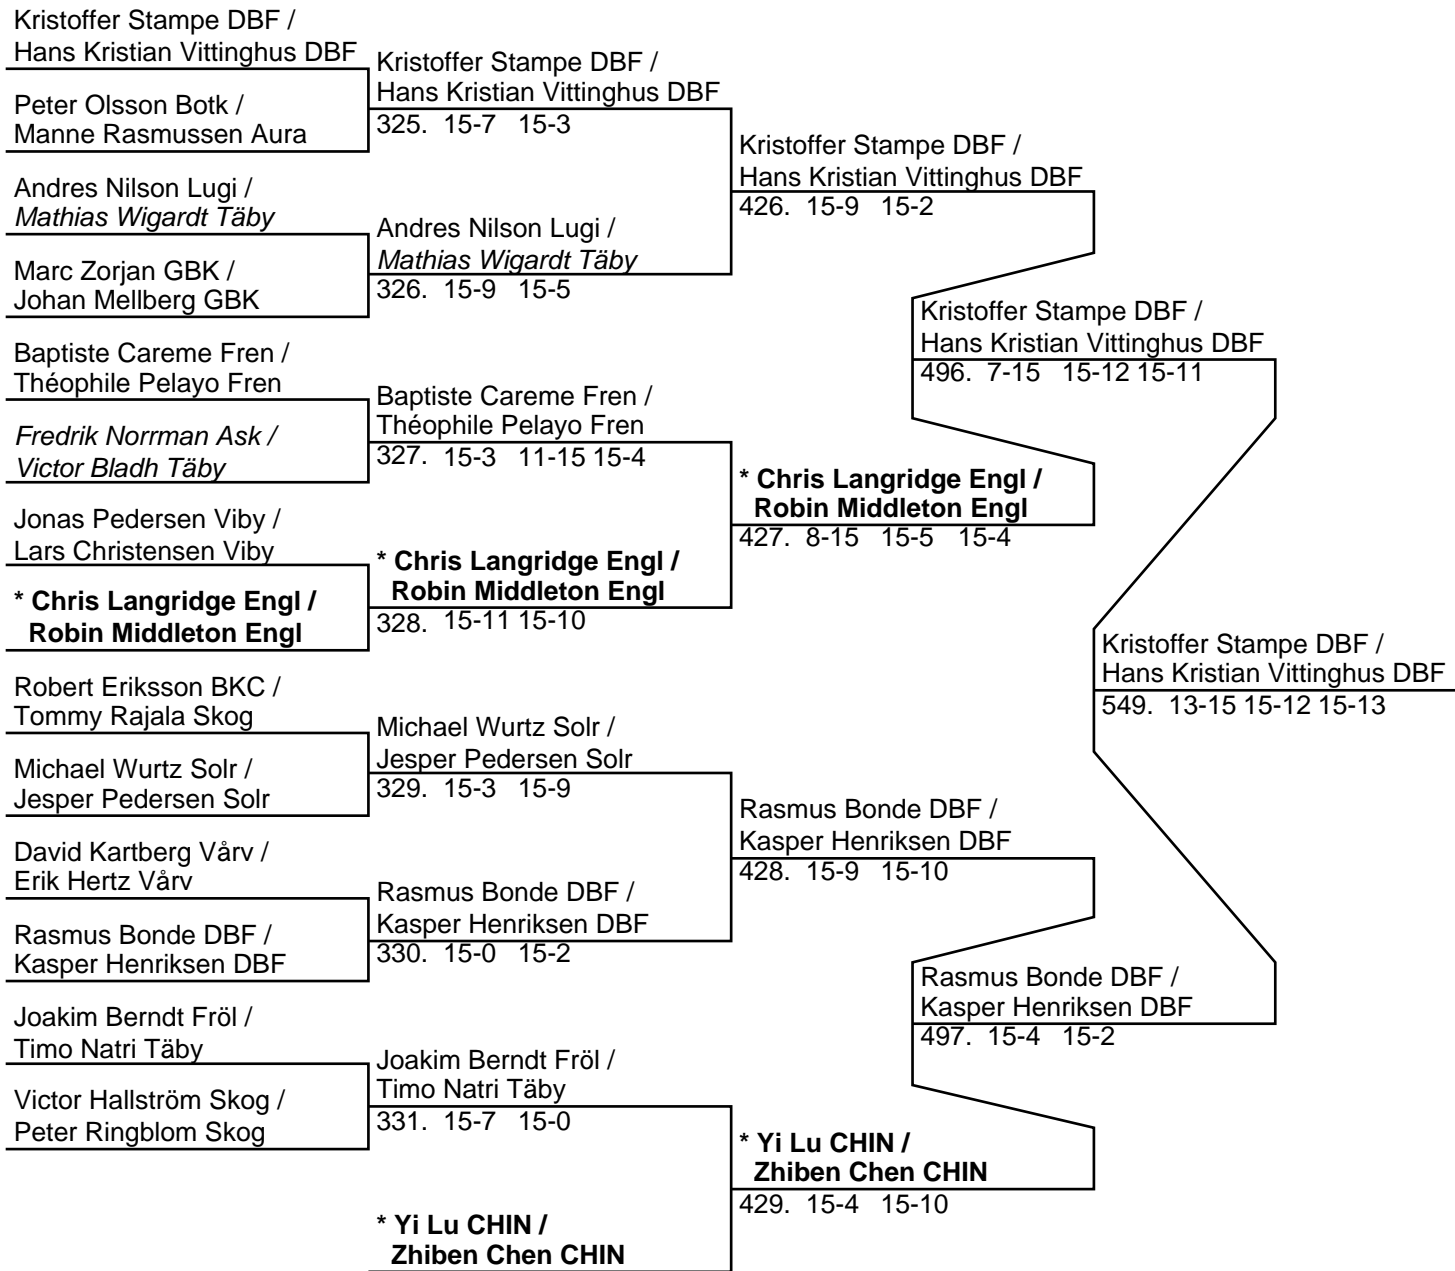 Kristoffer Stampe DBF /
Hans Kristian Vittinghus DBF
Peter Olsson Botk /
Manne Rasmussen Aura
Andres Nilson Lugi /
Mathias Wigardt Täby
Marc Zorjan GBK /
Johan Mellberg GBK
Baptiste Careme Fren /
Théophile Pelayo Fren
Fredrik Norrman Ask /
Victor Bladh Täby
Jonas Pedersen Viby /
Lars Christensen Viby
* Chris Langridge Engl /
Robin Middleton Engl
Robert Eriksson BKC /
Tommy Rajala Skog
Michael Wurtz Solr /
Jesper Pedersen Solr
David Kartberg Vårv /
Erik Hertz Vårv
Rasmus Bonde DBF /
Kasper Henriksen DBF
Joakim Berndt Fröl /
Timo Natri Täby
Victor Hallström Skog /
Peter Ringblom Skog
Kristoffer Stampe DBF /
Hans Kristian Vittinghus DBF
325. 15-7 15-3
Andres Nilson Lugi /
Mathias Wigardt Täby
326. 15-9 15-5
Baptiste Careme Fren /
Théophile Pelayo Fren
327. 15-3 11-15 15-4
* Chris Langridge Engl /
Robin Middleton Engl
328. 15-11 15-10
Michael Wurtz Solr /
Jesper Pedersen Solr
329. 15-3 15-9
Rasmus Bonde DBF /
Kasper Henriksen DBF
330. 15-0 15-2
Joakim Berndt Fröl /
Timo Natri Täby
331. 15-7 15-0
* Yi Lu CHIN /
Zhiben Chen CHIN
Kristoffer Stampe DBF /
Hans Kristian Vittinghus DBF
426. 15-9 15-2
* Chris Langridge Engl /
Robin Middleton Engl
427. 8-15 15-5 15-4
Rasmus Bonde DBF /
Kasper Henriksen DBF
428. 15-9 15-10
* Yi Lu CHIN /
Zhiben Chen CHIN
429. 15-4 15-10
Kristoffer Stampe DBF /
Hans Kristian Vittinghus DBF
496. 7-15 15-12 15-11
Rasmus Bonde DBF /
Kasper Henriksen DBF
497. 15-4 15-2
Kristoffer Stampe DBF /
Hans Kristian Vittinghus DBF
549. 13-15 15-12 15-13